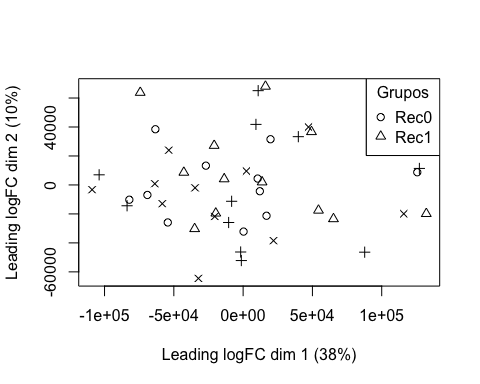 Grupos
Rec0
Rec1
Leading logFC dim 2 (10%)
40000
0
-60000
-1e+05
-5e+04
0e+00
5e+04
1e+05
Leading logFC dim 1 (38%)